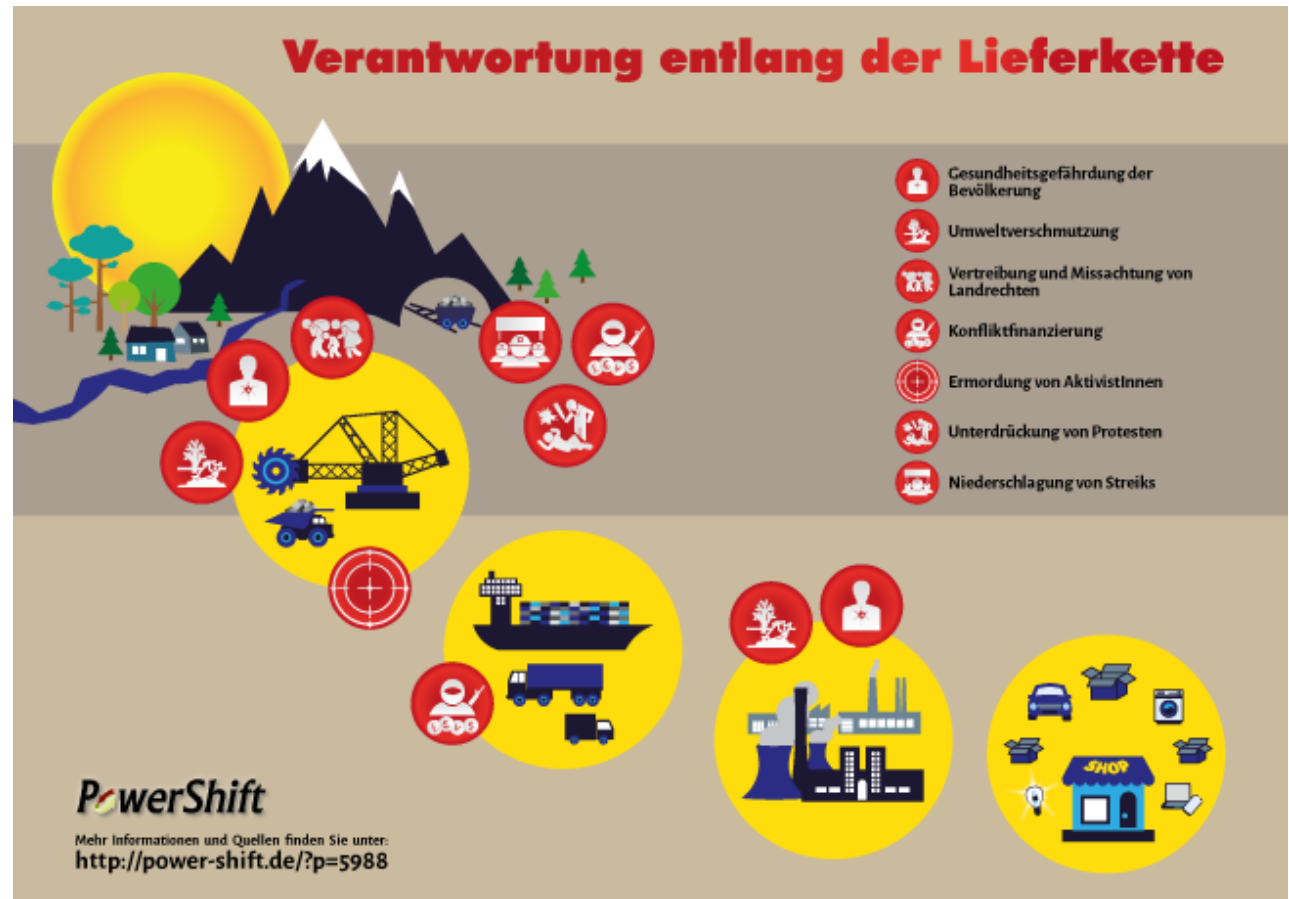 Verantwortung entlang der Lieferkette
Gesundheitsgefährdung der
Bevölkerung
Umweltverschmutzung
Vertreibung und Missachtung von
Landrechten
Konfliktfinanzierung
Ermordung von AktivistInnen
Unterdrückung von Protesten
Niederschlagung von Streiks
SHOP
PowerShift
Mehr Informationen und Quellen finden Sie unter:
http://power-shift.de/?p=5988